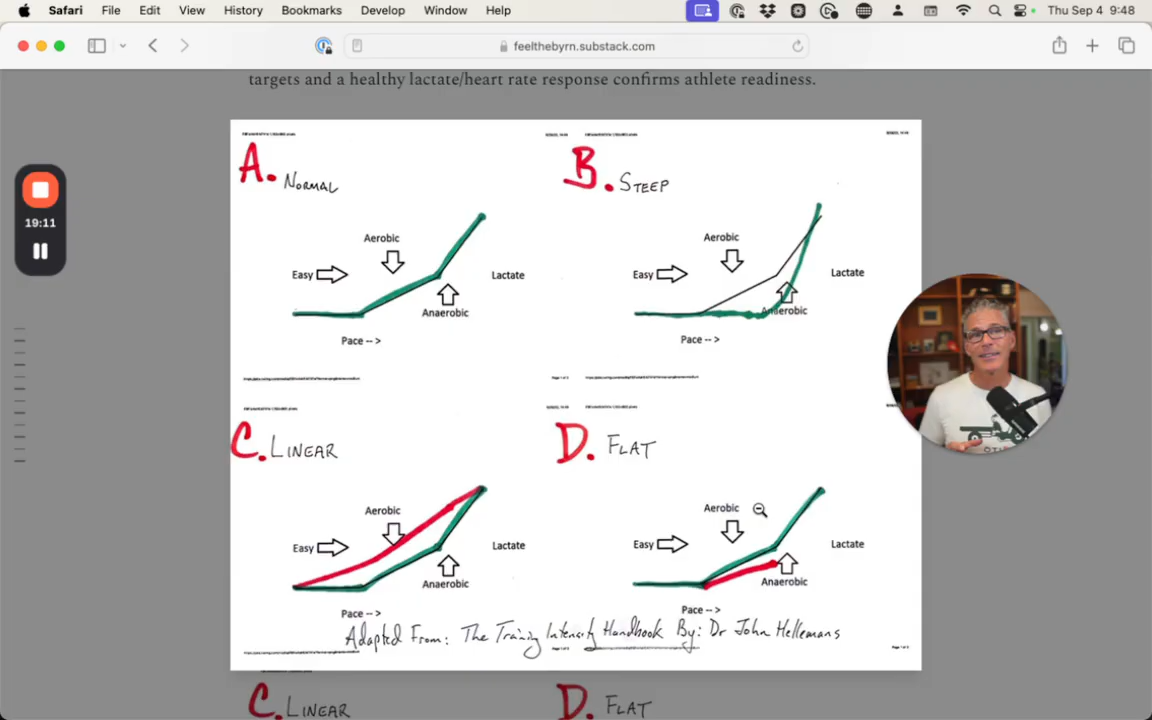 Safari File Edit View History Bookmarks Develop Window Help Thu Sep 4 9:48
feelthebyrn.substack.com
targets and a healthy lactate/heart rate response confirms athlete readiness.
A. NORMAL
Aerobic
Easy
Lactate
Anaerobic
Pace -- >
B. STEEP
Aerobic
Easy
Lactate
Anaerobic
Pace -- >
19:11
C. LINEAR
Aerobic
Easy
Lactate
Anaerobic
Pace -- >
D. FLAT
Aerobic
Easy
Lactate
Anaerobic
Pace -- >
Adapted From: The Training Intensity Handbook By: Dr John Hellemans
C. LINEAR D. FLAT